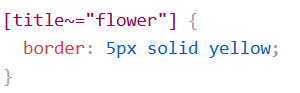 [title~="flower"] {
  border: 5px solid yellow;
}